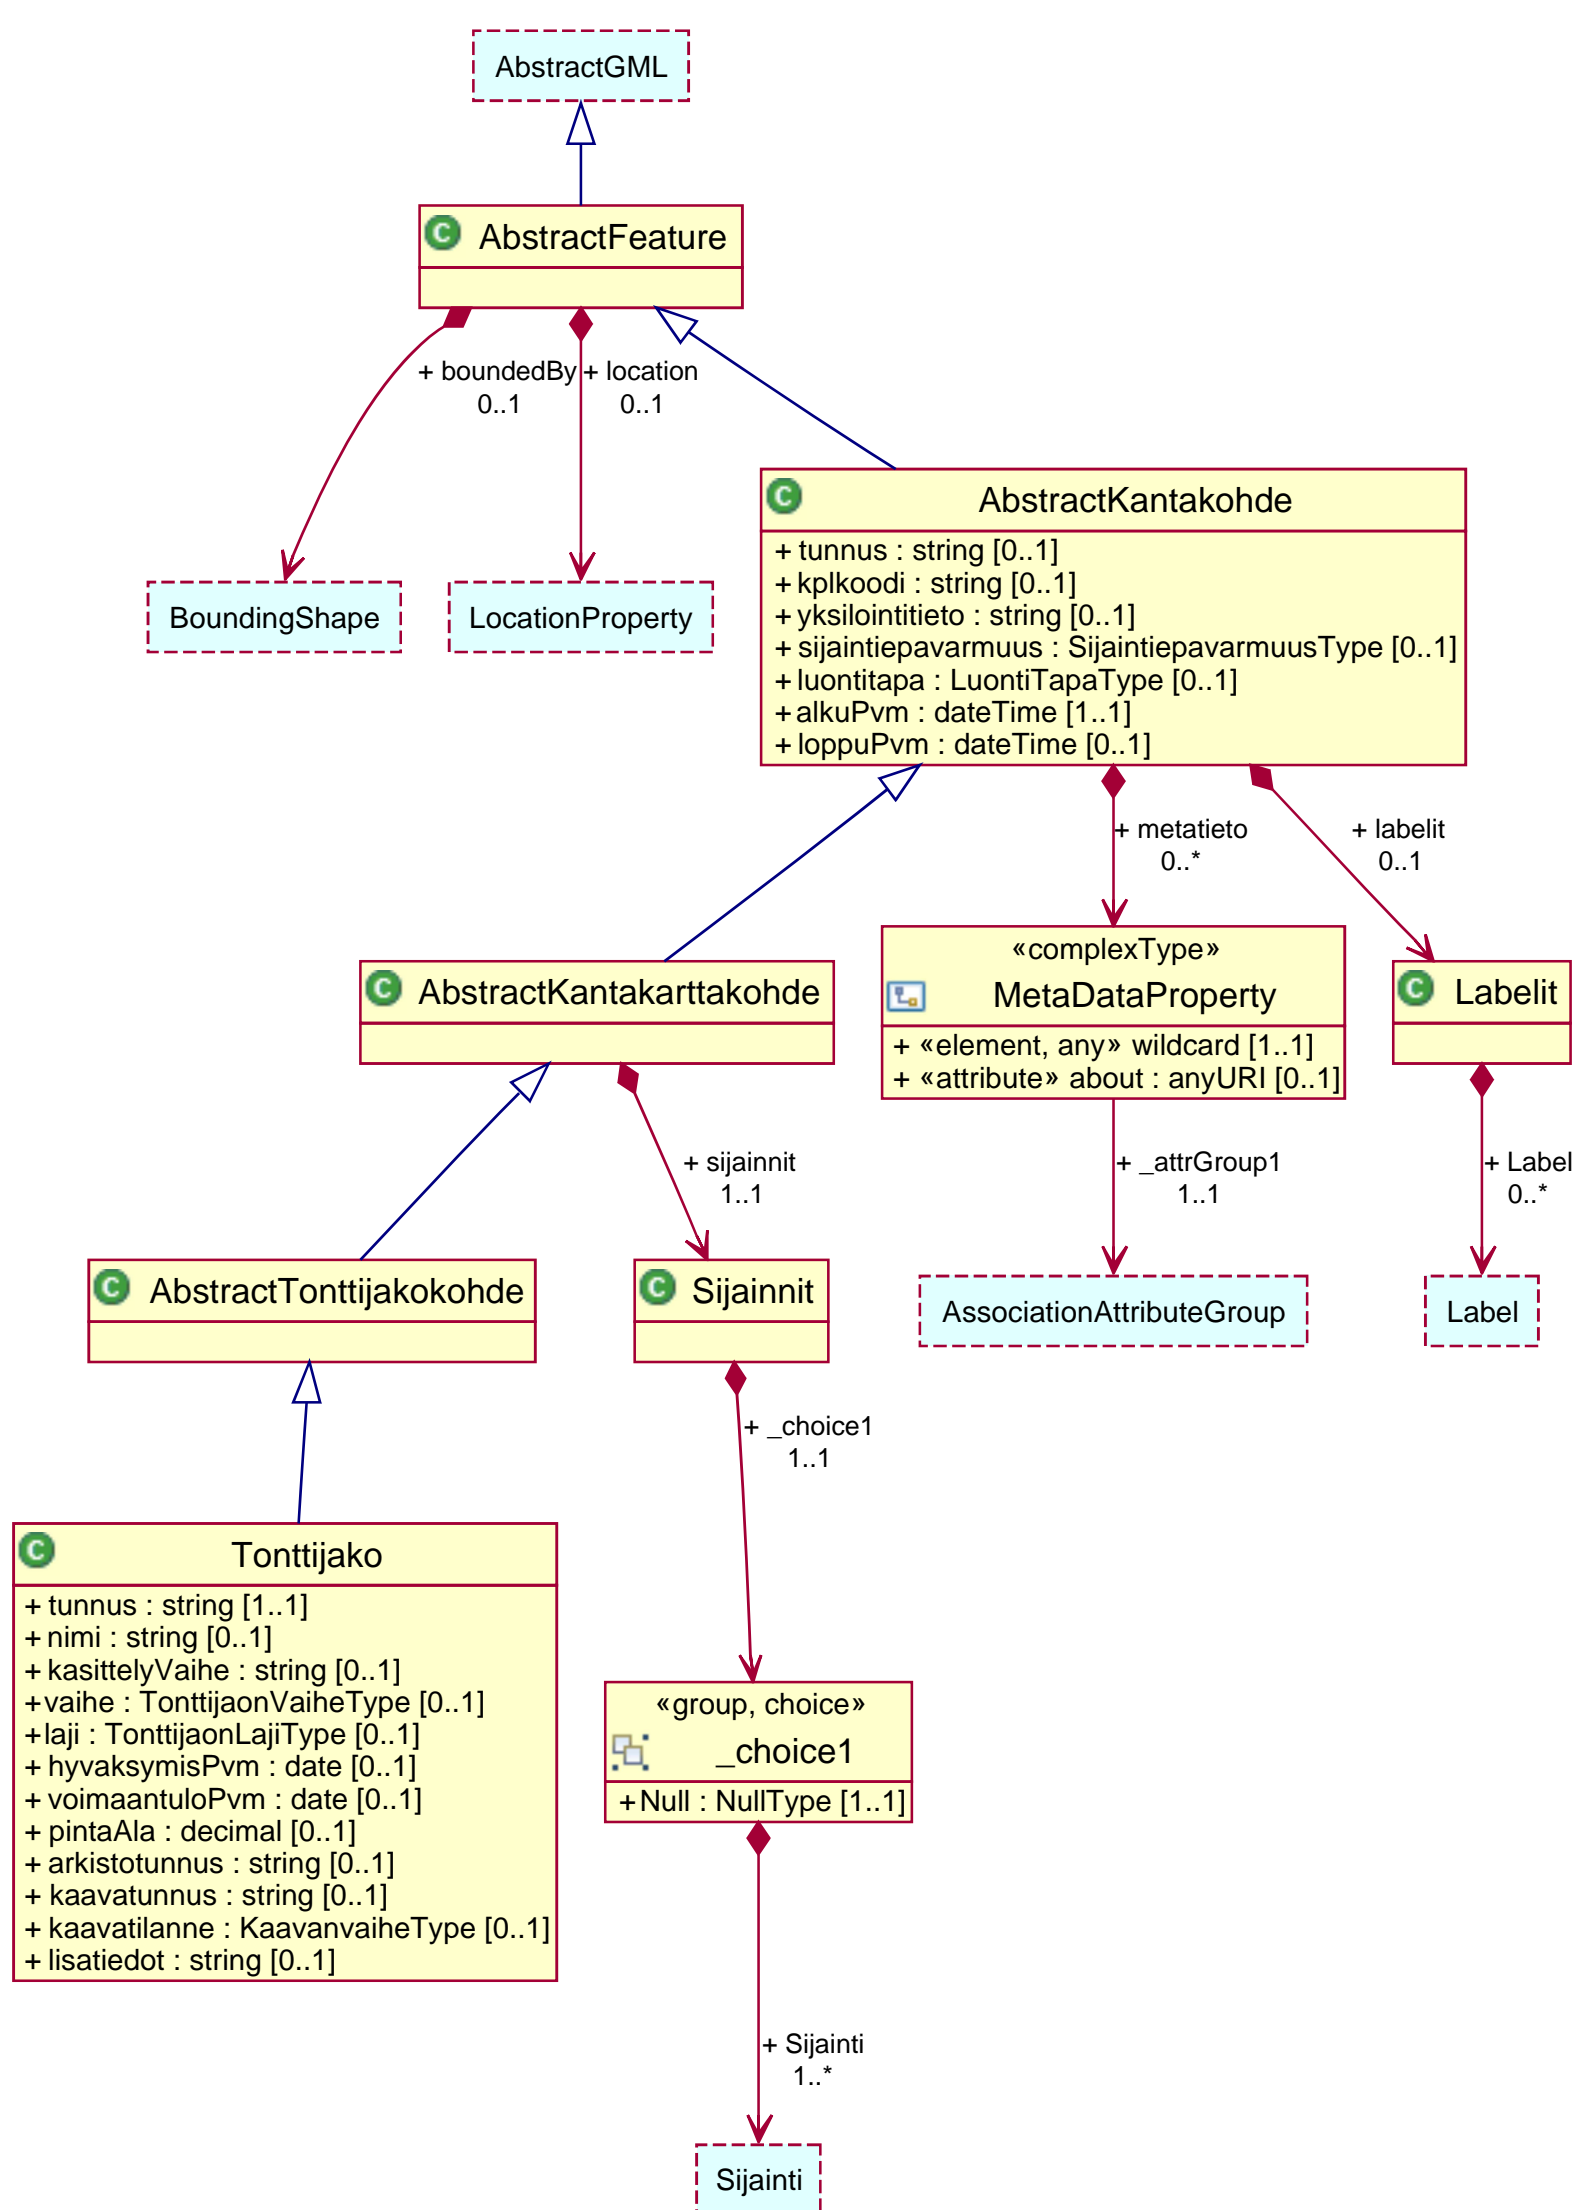 AbstractGML
C AbstractFeature
+ boundedBy
0..1
+ location
0..1
BoundingShape
LocationProperty
C AbstractKantakohde
+ tunnus : string [0..1]
+ kplkoodi : string [0..1]
+ yksilointitieto : string [0..1]
+ sijaintiepavarmuus : SijaintiepavarmuusType [0..1]
+ luontitapa : LuontiTapaType [0..1]
+ alkuPvm : dateTime [1..1]
+ loppuPvm : dateTime [0..1]
+ metatieto
0..*
+ labelit
0..1
C AbstractKantakarttakohde
«complexType»
MetaDataProperty
+ «element, any» wildcard [1..1]
+ «attribute» about : anyURI [0..1]
C Labelit
+ sijainnit
1..1
+ _attrGroup1
1..1
+ Label
0..*
C AbstractTonttijakokohde
C Sijainnit
AssociationAttributeGroup
Label
+ _choice1
1..1
C Tonttijako
+ tunnus : string [1..1]
+ nimi : string [0..1]
+ kasittelyVaihe : string [0..1]
+ vaihe : TonttijaonVaiheType [0..1]
+ laji : TonttijaonLajiType [0..1]
+ hyvaksymisPvm : date [0..1]
+ voimaantuloPvm : date [0..1]
+ pintaAla : decimal [0..1]
+ arkistotunnus : string [0..1]
+ kaavatunnus : string [0..1]
+ kaavatilanne : KaavanvaiheType [0..1]
+ lisatiedot : string [0..1]
«group, choice»
_choice1
+ Null : NullType [1..1]
+ Sijainti
1..*
Sijainti